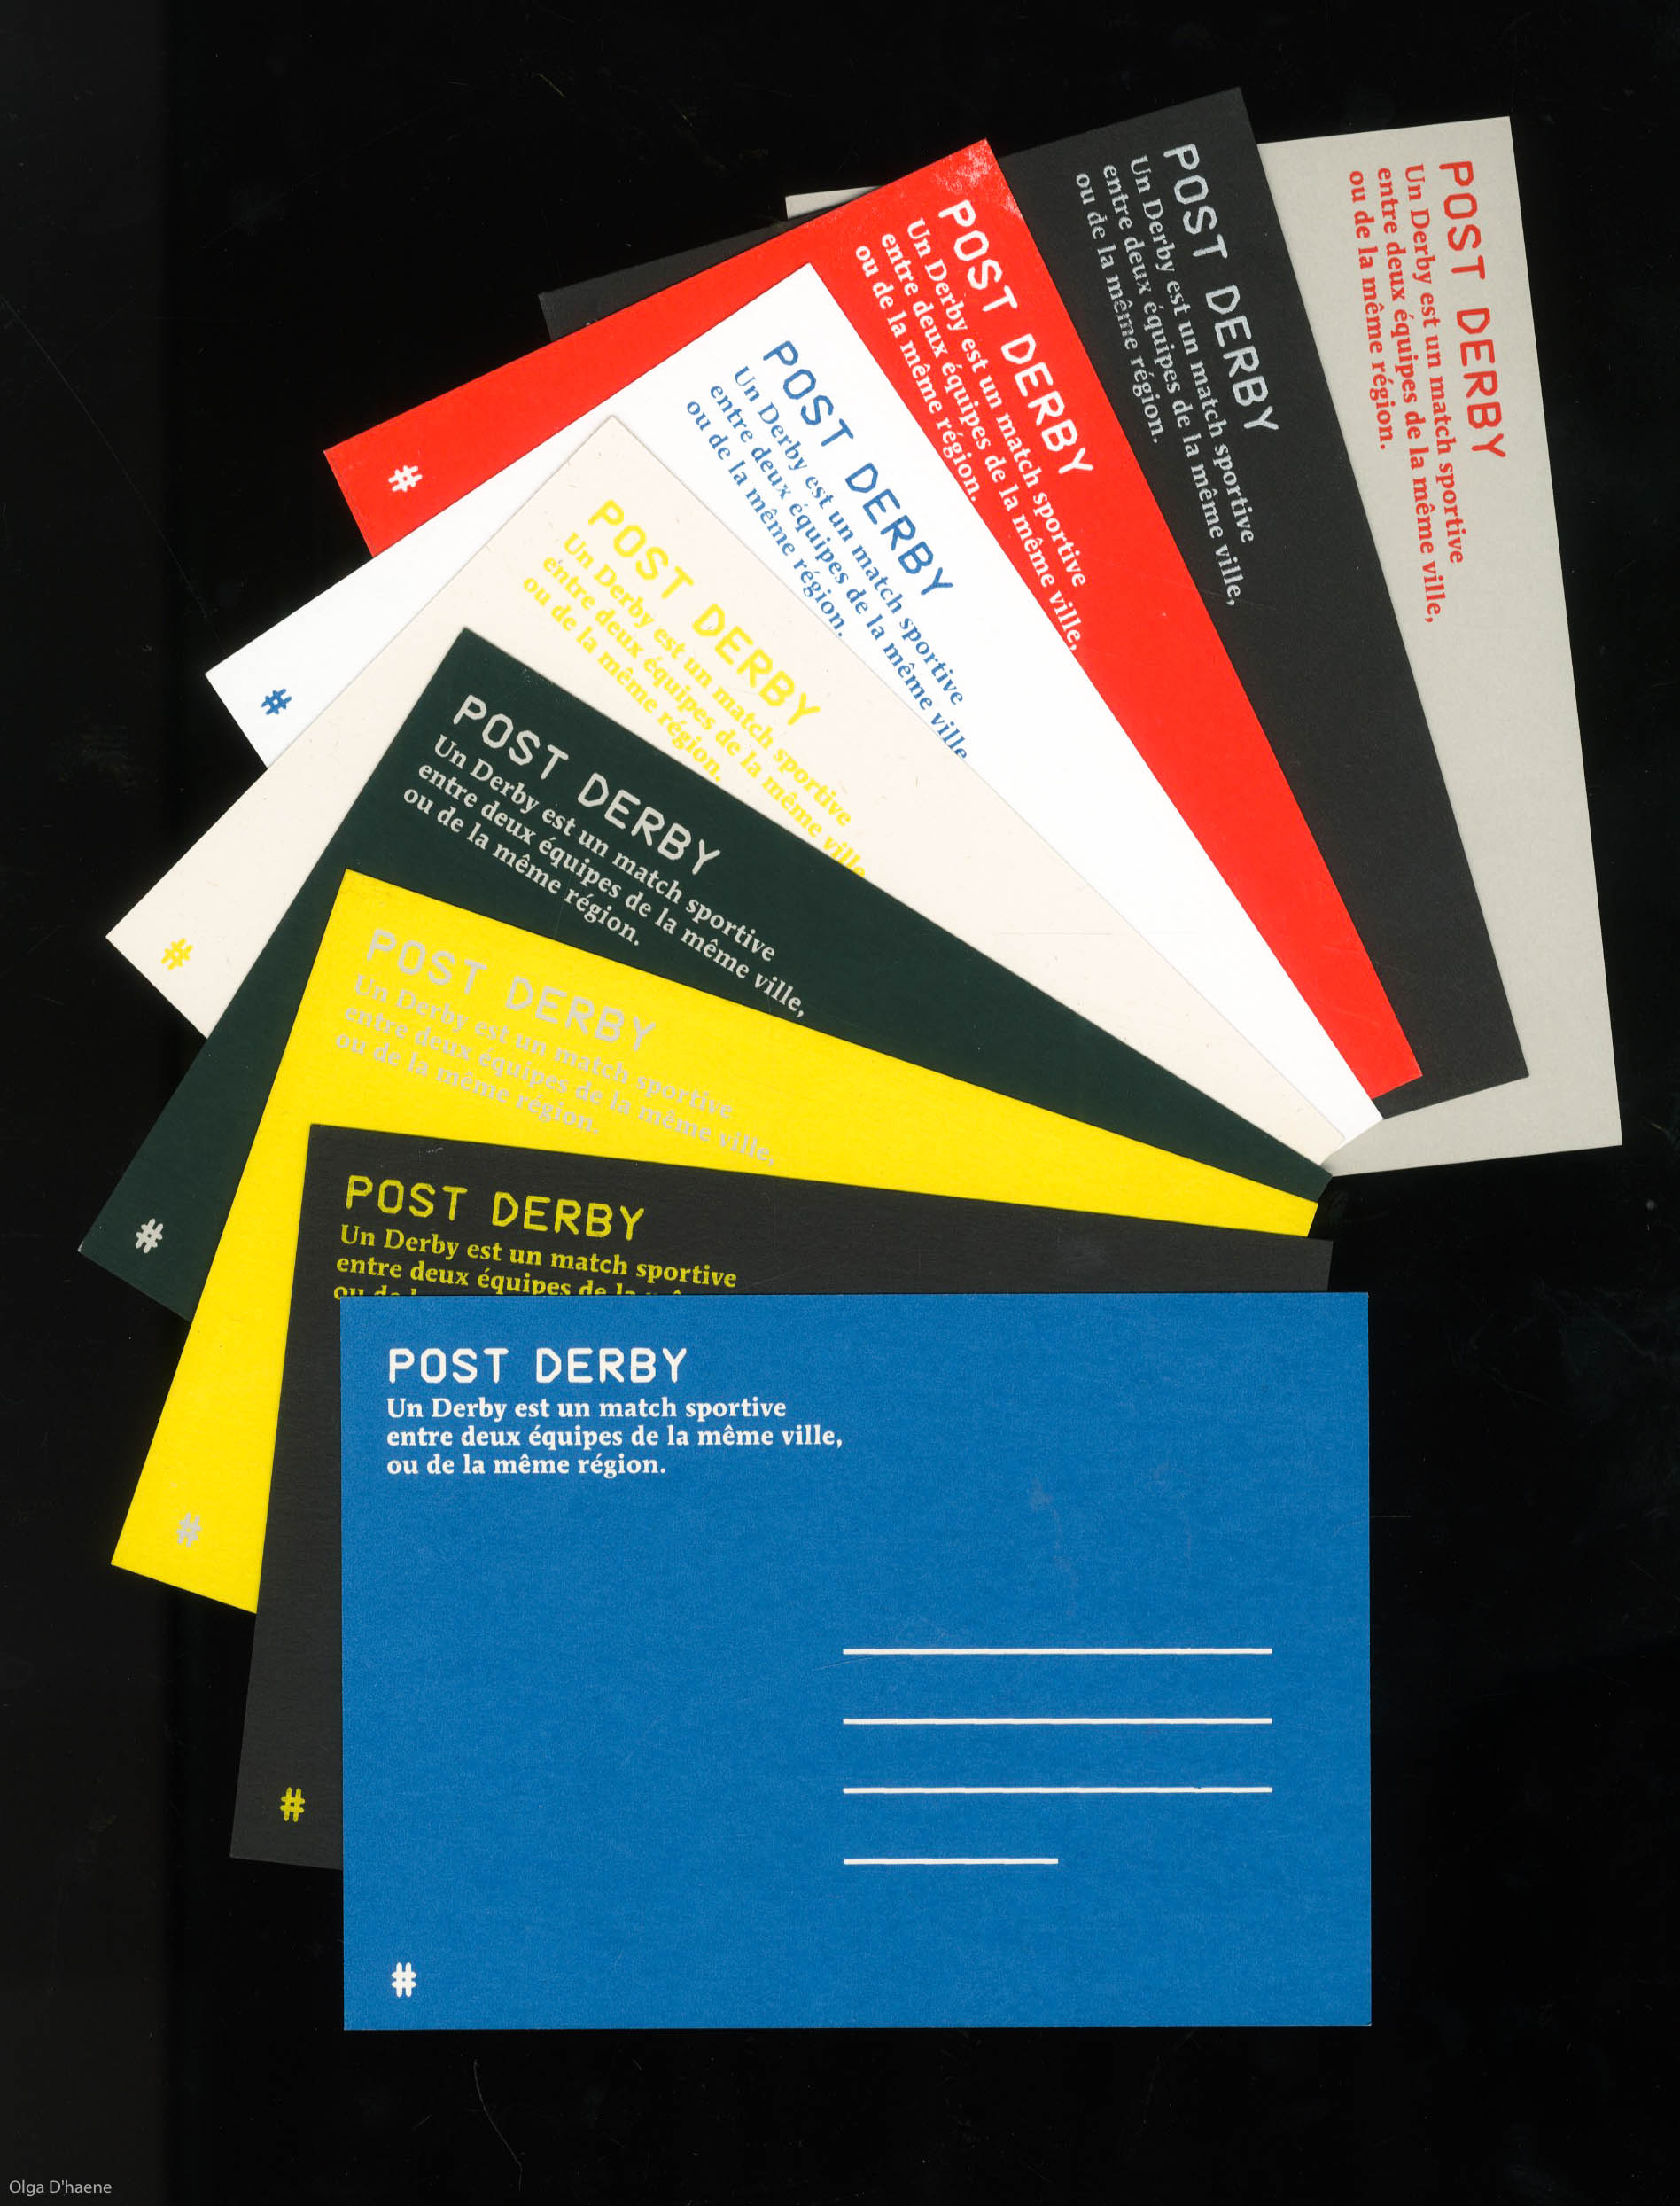 POST DERBY
Un Derby est un match sportive
entre deux équipes de la même ville,
ou de la même région.
POST DERBY
Un Derby est un match sportive
entre deux équipes de la même ville,
ou de la même région.
POST DERBY
Un Derby est un match sportive
entre deux équipes de la même ville,
ou de la même région.
#
POST DERBY
Un Derby est un match sportive
entre deux équipes de la même ville
ou de la même région.
#
POST DERBY
Un Derby est un match sportive
entre deux équipes de la même ville
ou de la même région.
#
POST DERBY
Un Derby est un match sportive
entre deux équipes de la même ville,
ou de la même région.
#
POST DERBY
Un Derby est un match sportive
entre deux équipes de la même ville,
ou de la même région.
#
POST DERBY
Un Derby est un match sportive
entre deux équipes de
#
POST DERBY
Un Derby est un match sportive
entre deux équipes de la même ville,
ou de la même région.
#
Olga D'haene